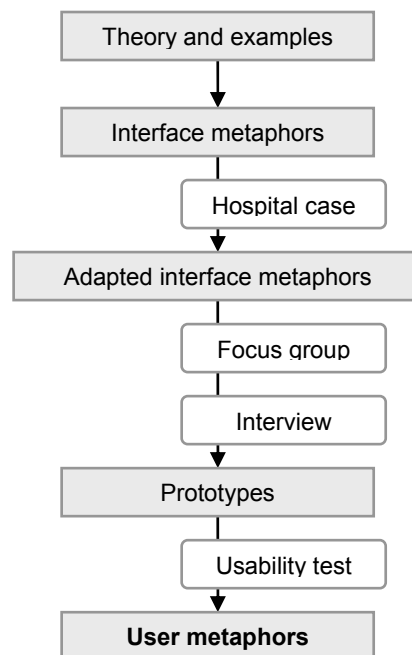 Theory and examples
Interface metaphors
Hospital case
Adapted interface metaphors
Focus group
Interview
Prototypes
Usability test
User metaphors